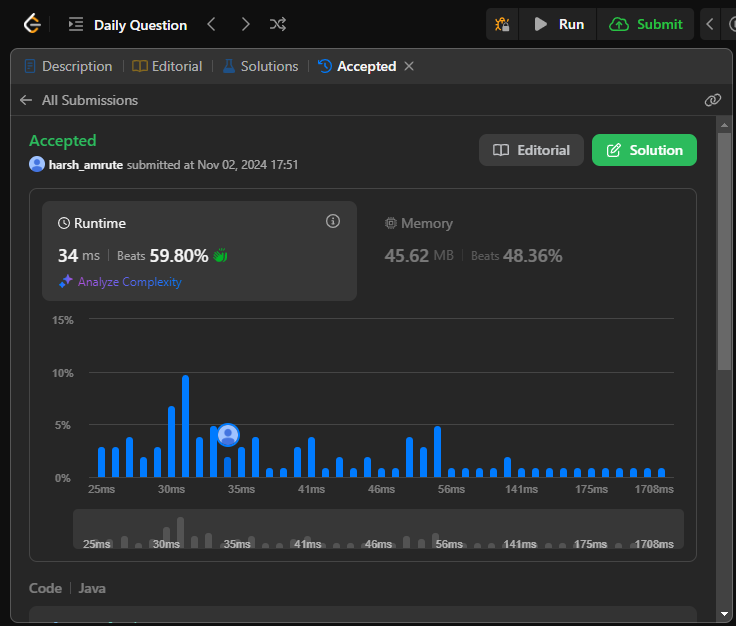 Daily Question Run Submit
Description Editorial Solutions Accepted
All Submissions
Accepted
harsh_amrute submitted at Nov 02, 2024 17:51
Editorial Solution
Runtime
34 ms Beats 59.80%
Analyze Complexity
Memory
45.62 MB Beats 48.36%
15%
10%
5%
0%
25ms 30ms 35ms 41ms 46ms 56ms 141ms 175ms 1708ms
25ms 30ms 35ms 41ms 46ms 56ms 141ms 175ms 1708ms
Code Java